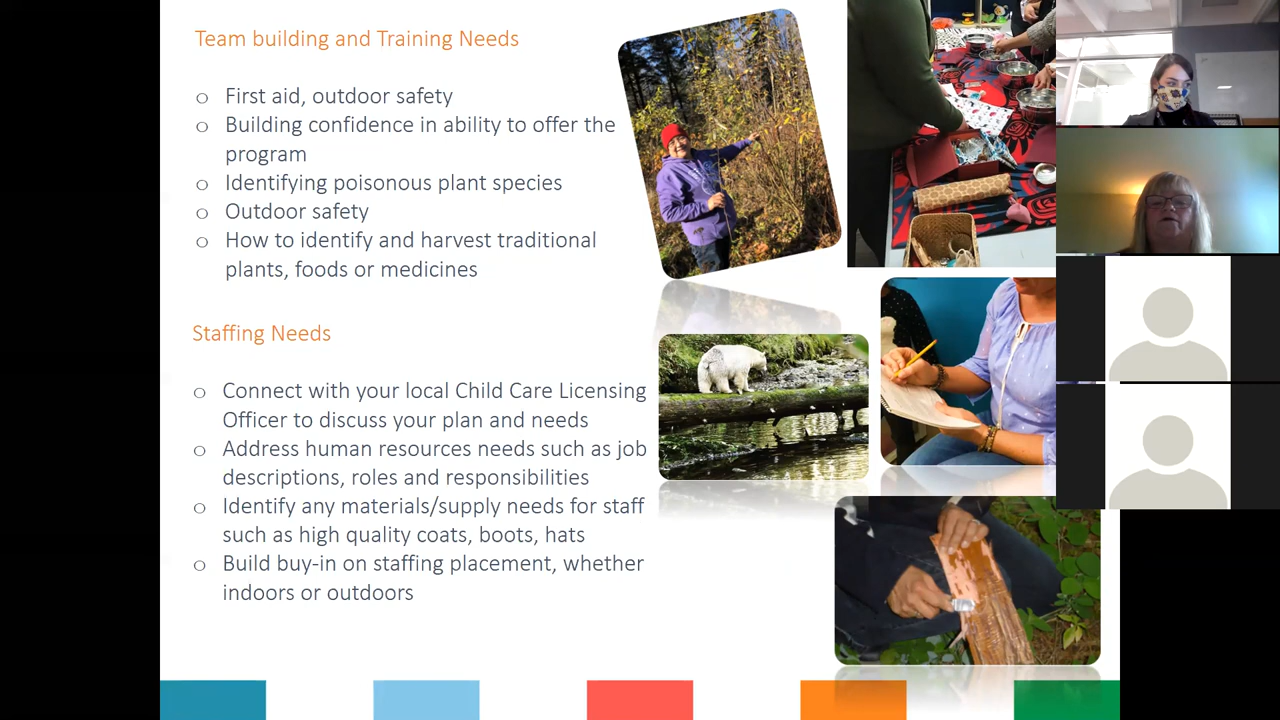 Team building and Training Needs
First aid, outdoor safety
Building confidence in ability to offer the
program
Identifying poisonous plant species
Outdoor safety
How to identify and harvest traditional
plants, foods or medicines
Staffing Needs
Connect with your local Child Care Licensing
Officer to discuss your plan and needs
Address human resources needs such as job
descriptions, roles and responsibilities
Identify any materials/supply needs for staff
such as high quality coats, boots, hats
Build buy-in on staffing placement, whether
indoors or outdoors